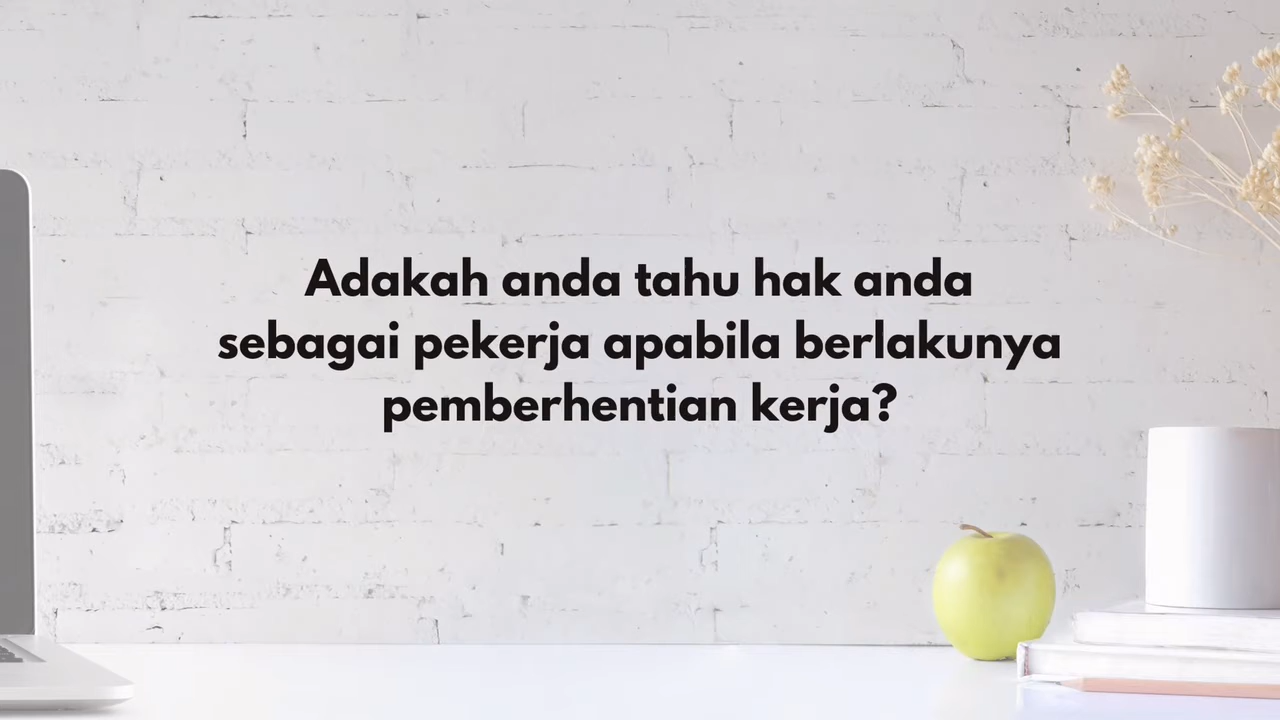 Adakah anda tahu hak anda
sebagai pekerja apabila berlakunya
pemberhentian kerja?